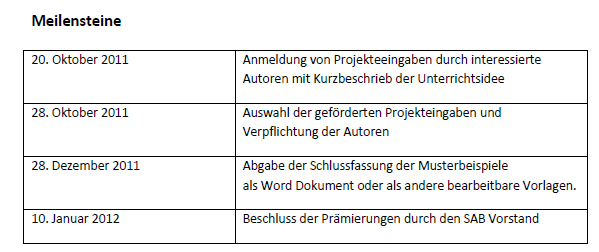 Meilensteine
20. Oktober 2011
Anmeldung von Projekteeingaben durch interessierte
Autoren mit Kurzbeschrieb der Unterrichtsidee
28. Oktober 2011
Auswahl der geförderten Projekteingaben und
Verpflichtung der Autoren
28. Dezember 2011
Abgabe der Schlussfassung der Musterbeispiele
als Word Dokument oder als andere bearbeitbare Vorlagen.
10. Januar 2012
Beschluss der Prämierungen durch den SAB Vorstand